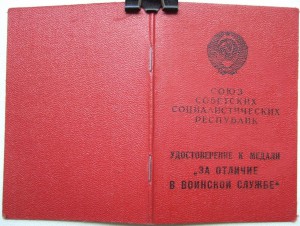 СОЮЗ
СОВЕТСКИХ
СОЦИАЛИСТИЧЕСКИХ
РЕСПУБЛИК
УДОСТОВЕРЕНИЕ К МЕДАЛИ
„ЗА ОТЛИЧИЕ
В ВОИНСКОЙ СЛУЖБЕ“